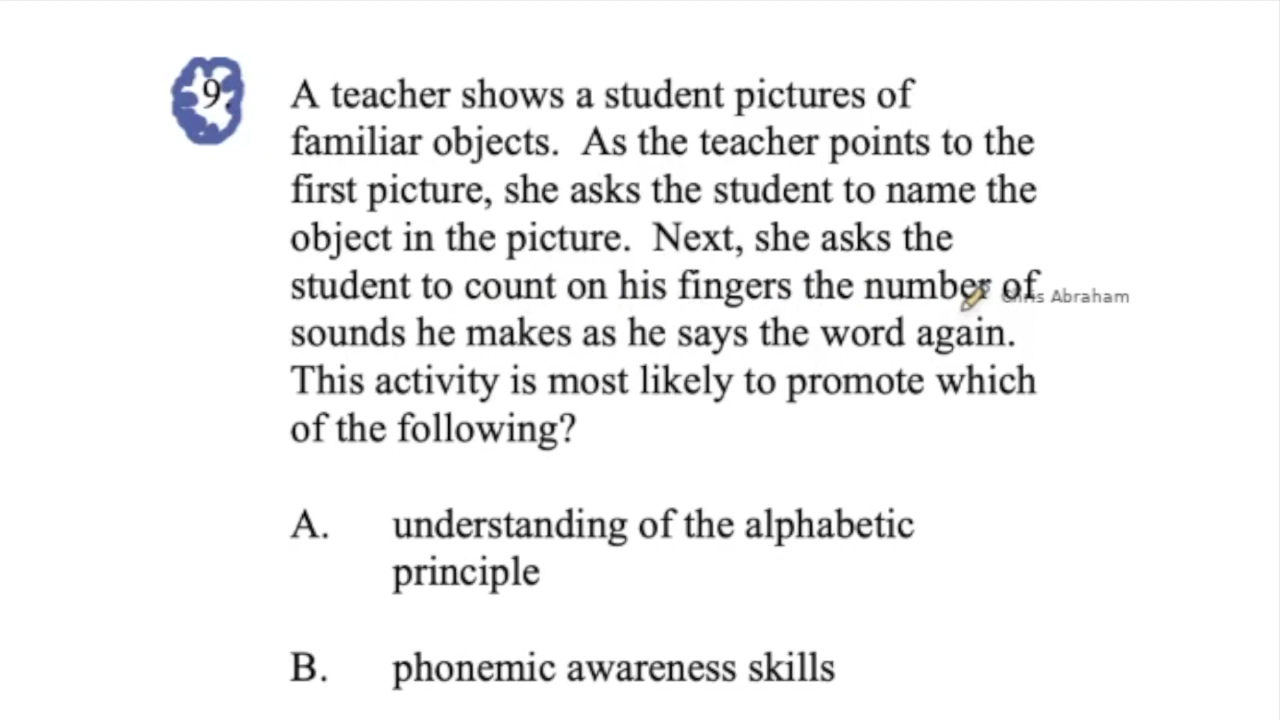 9. A teacher shows a student pictures of
familiar objects. As the teacher points to the
first picture, she asks the student to name the
object in the picture. Next, she asks the
student to count on his fingers the number of
Chris Abraham
sounds he makes as he says the word again.
This activity is most likely to promote which
of the following?
A. understanding of the alphabetic
principle
B. phonemic awareness skills